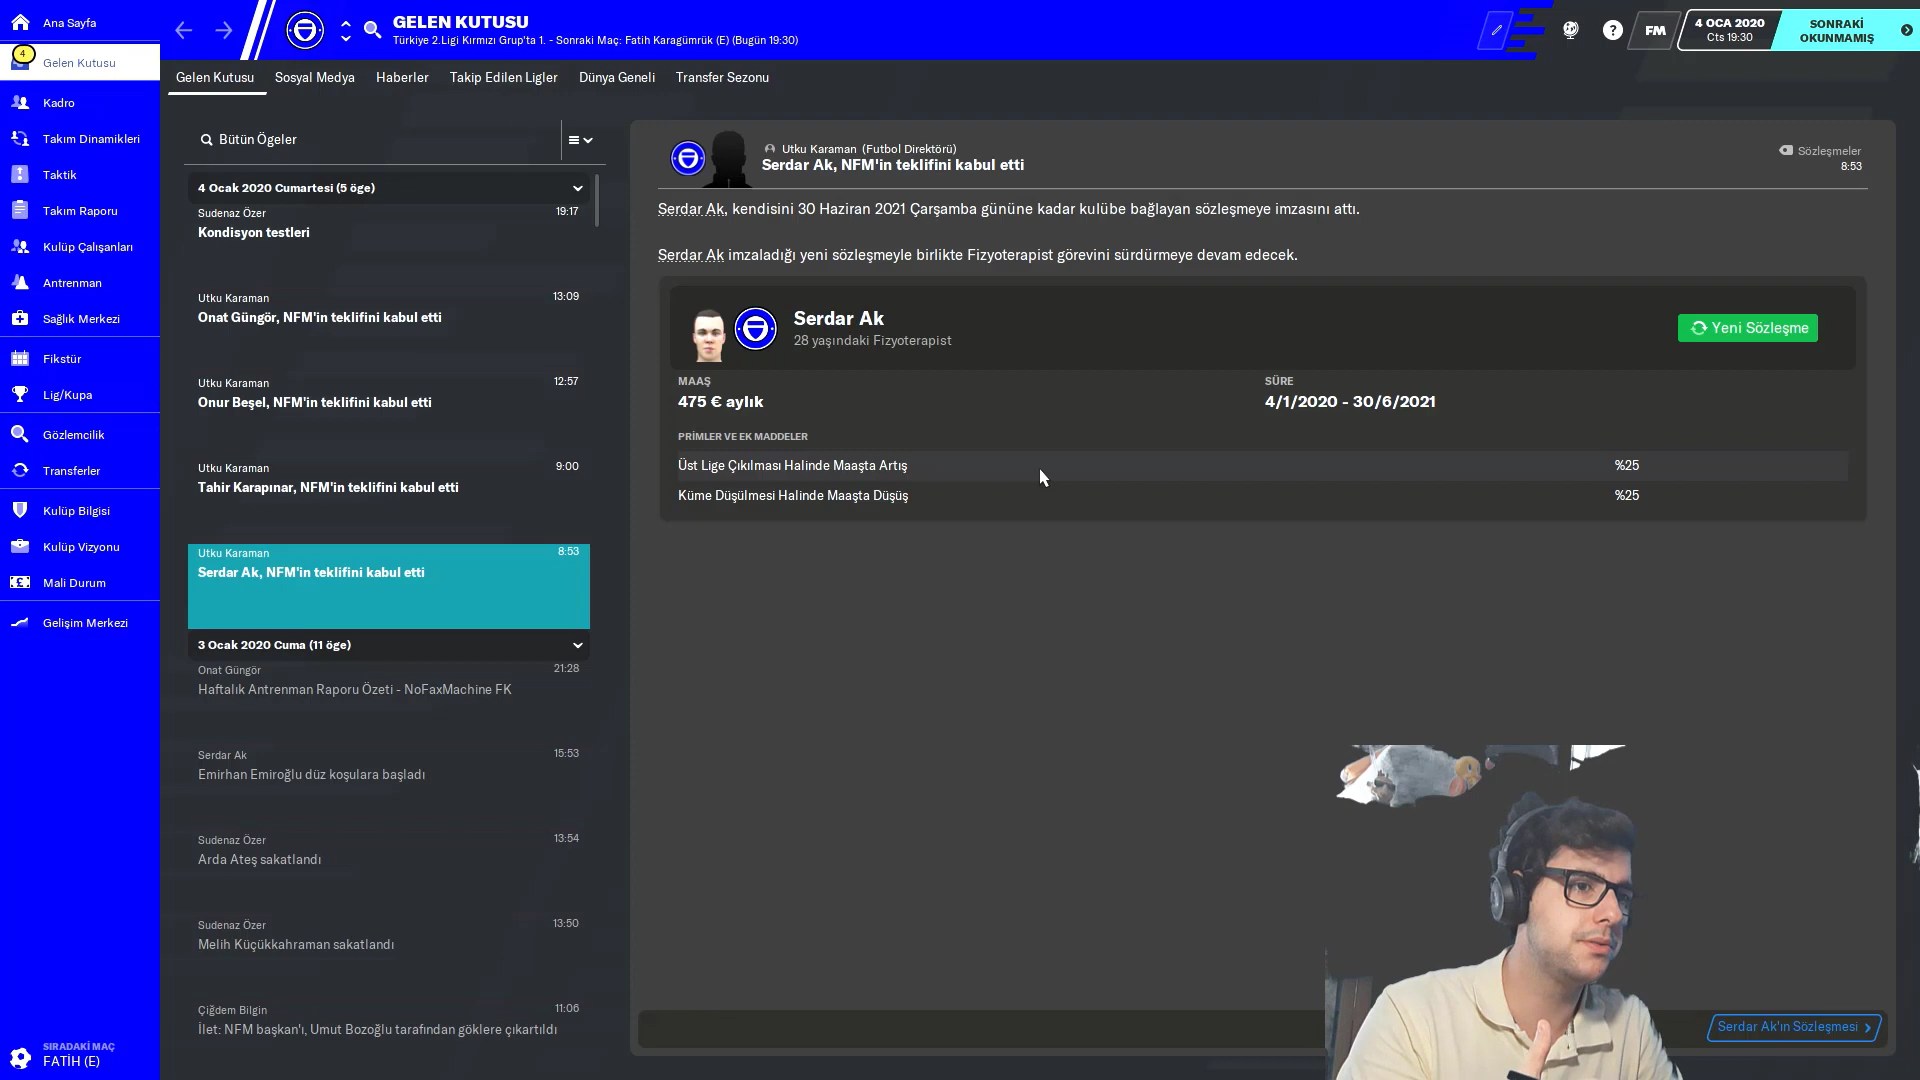 Ana Sayfa
4
Gelen Kutusu
Kadro
Takım Dinamikleri
Taktik
Takım Raporu
Kulüp Çalışanları
Antrenman
Sağlık Merkezi
Fikstür
Lig/Kupa
Gözlemcilik
Transferler
Kulüp Bilgisi
Kulüp Vizyonu
Mali Durum
Gelişim Merkezi
SIRADAKİ MAÇ
FATİH (E)
GELEN KUTUSU
Türkiye 2.Ligi Kırmızı Grup'ta 1. - Sonraki Maç: Fatih Karagümrük (E) (Bugün 19:30)
?
FM
4 OCA 2020
Cts 19:30
SONRAKİ
OKUNMAMIŞ
Gelen Kutusu Sosyal Medya Haberler Takip Edilen Ligler Dünya Geneli Transfer Sezonu
Bütün Ögeler
4 Ocak 2020 Cumartesi (5 öge)
Sudenaz Özer 19:17
Kondisyon testleri
Utku Karaman 13:09
Onat Güngör, NFM'in teklifini kabul etti
Utku Karaman 12:57
Onur Beşel, NFM'in teklifini kabul etti
Utku Karaman 9:00
Tahir Karapınar, NFM'in teklifini kabul etti
Utku Karaman 8:53
Serdar Ak, NFM'in teklifini kabul etti
3 Ocak 2020 Cuma (11 öge)
Onat Güngör 21:28
Haftalık Antrenman Raporu Özeti - NoFaxMachine FK
Serdar Ak 15:53
Emirhan Emiroğlu düz koşulara başladı
Sudenaz Özer 13:54
Arda Ateş sakatlandı
Sudenaz Özer 13:50
Melih Küçükkahraman sakatlandı
Çiğdem Bilgin 11:06
İlet: NFM başkan'ı, Umut Bozoğlu tarafından göklere çıkartıldı
Utku Karaman (Futbol Direktörü)
Serdar Ak, NFM'in teklifini kabul etti
Sözleşmeler
8:53
Serdar Ak, kendisini 30 Haziran 2021 Çarşamba gününe kadar kulübe bağlayan sözleşmeye imzasını attı.
Serdar Ak imzaladığı yeni sözleşmeyle birlikte Fizyoterapist görevini sürdürmeye devam edecek.
Serdar Ak
28 yaşındaki Fizyoterapist
Yeni Sözleşme
MAAŞ SÜRE
475 € aylık 4/1/2020 - 30/6/2021
PRİMLER VE EK MADDELER
Üst Lige Çıkılması Halinde Maaşta Artış %25
Küme Düşülmesi Halinde Maaşta Düşüş %25
Serdar Ak'ın Sözleşmesi